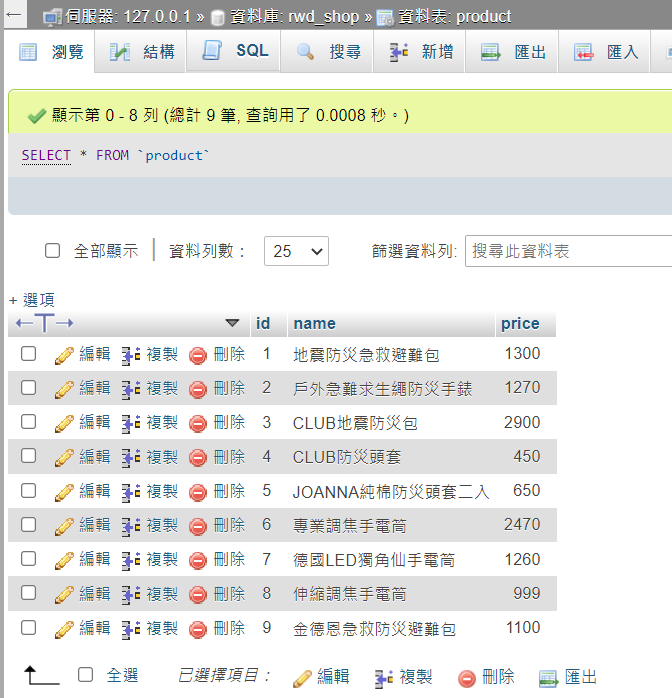 ← 伺服器: 127.0.0.1 » 資料庫: rwd_shop » 資料表: product
瀏覽 結構 SQL 搜尋 新增 匯出 匯入
顯示第 0 - 8 列 (總計 9 筆, 查詢用了 0.0008 秒。)
SELECT * FROM `product`
全部顯示 資料列數： 25 篩選資料列: 搜尋此資料表
+ 選項
←T→ id name price
編輯 複製 刪除 1 地震防災急救避難包 1300
編輯 複製 刪除 2 戶外急難求生繩防災手錶 1270
編輯 複製 刪除 3 CLUB地震防災包 2900
編輯 複製 刪除 4 CLUB防災頭套 450
編輯 複製 刪除 5 JOANNA純棉防災頭套二入 650
編輯 複製 刪除 6 專業調焦手電筒 2470
編輯 複製 刪除 7 德國LED獨角仙手電筒 1260
編輯 複製 刪除 8 伸縮調焦手電筒 999
編輯 複製 刪除 9 金德恩急救防災避難包 1100
全選 已選擇項目： 編輯 複製 刪除 匯出